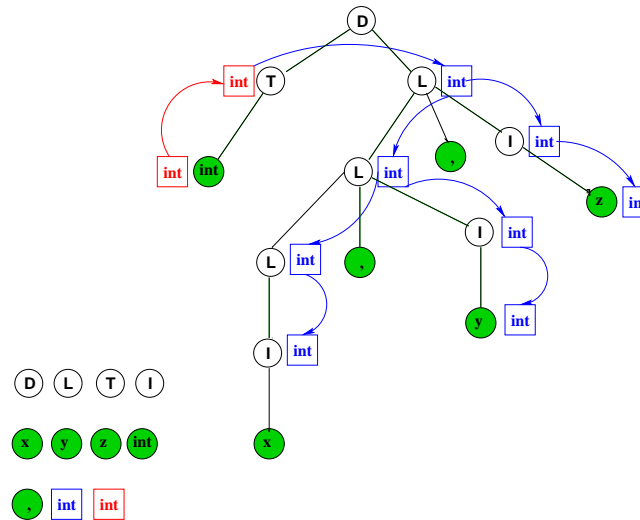 D
int T L int
I int
int int , 
L int z int
I int
L int , int
y int
I int
D L T I
x y z int x
, int int